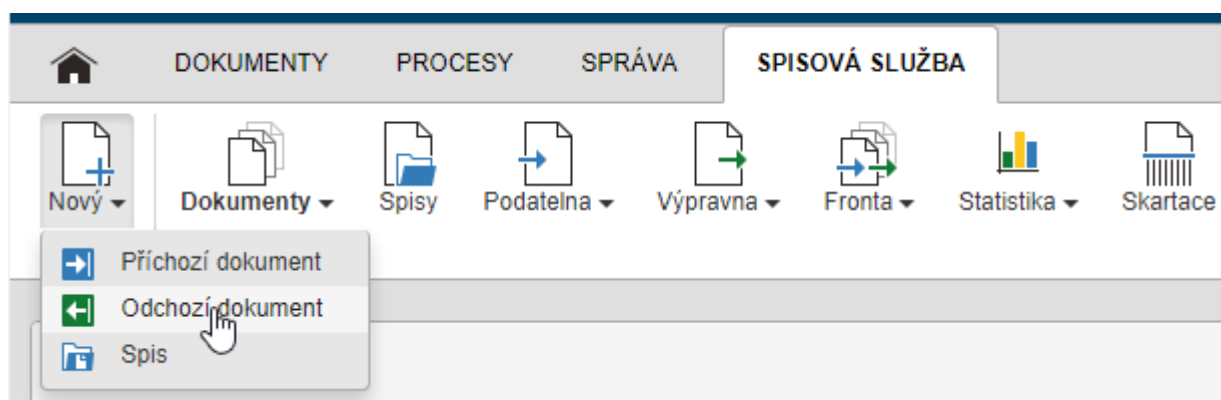 DOKUMENTY PROCESY SPRÁVA SPISOVÁ SLUŽBA
Nový Dokumenty Spisy Podatelna Výpravna Fronta Statistika Skartace
Příchozí dokument
Odchozí dokument
Spis